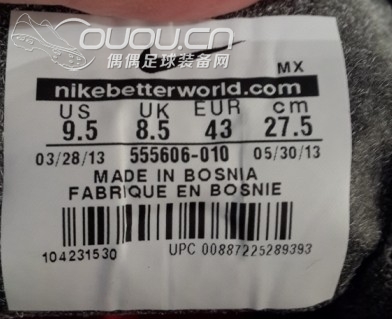 ouou.cn
偶偶足球装备网
MX
nikebetterworld.com
US UK EUR cm
9.5 8.5 43 27.5
03/28/13 555606-010 05/30/13
MADE IN BOSNIA
FABRIQUE EN BOSNIE
104231530 UPC 00887225289393